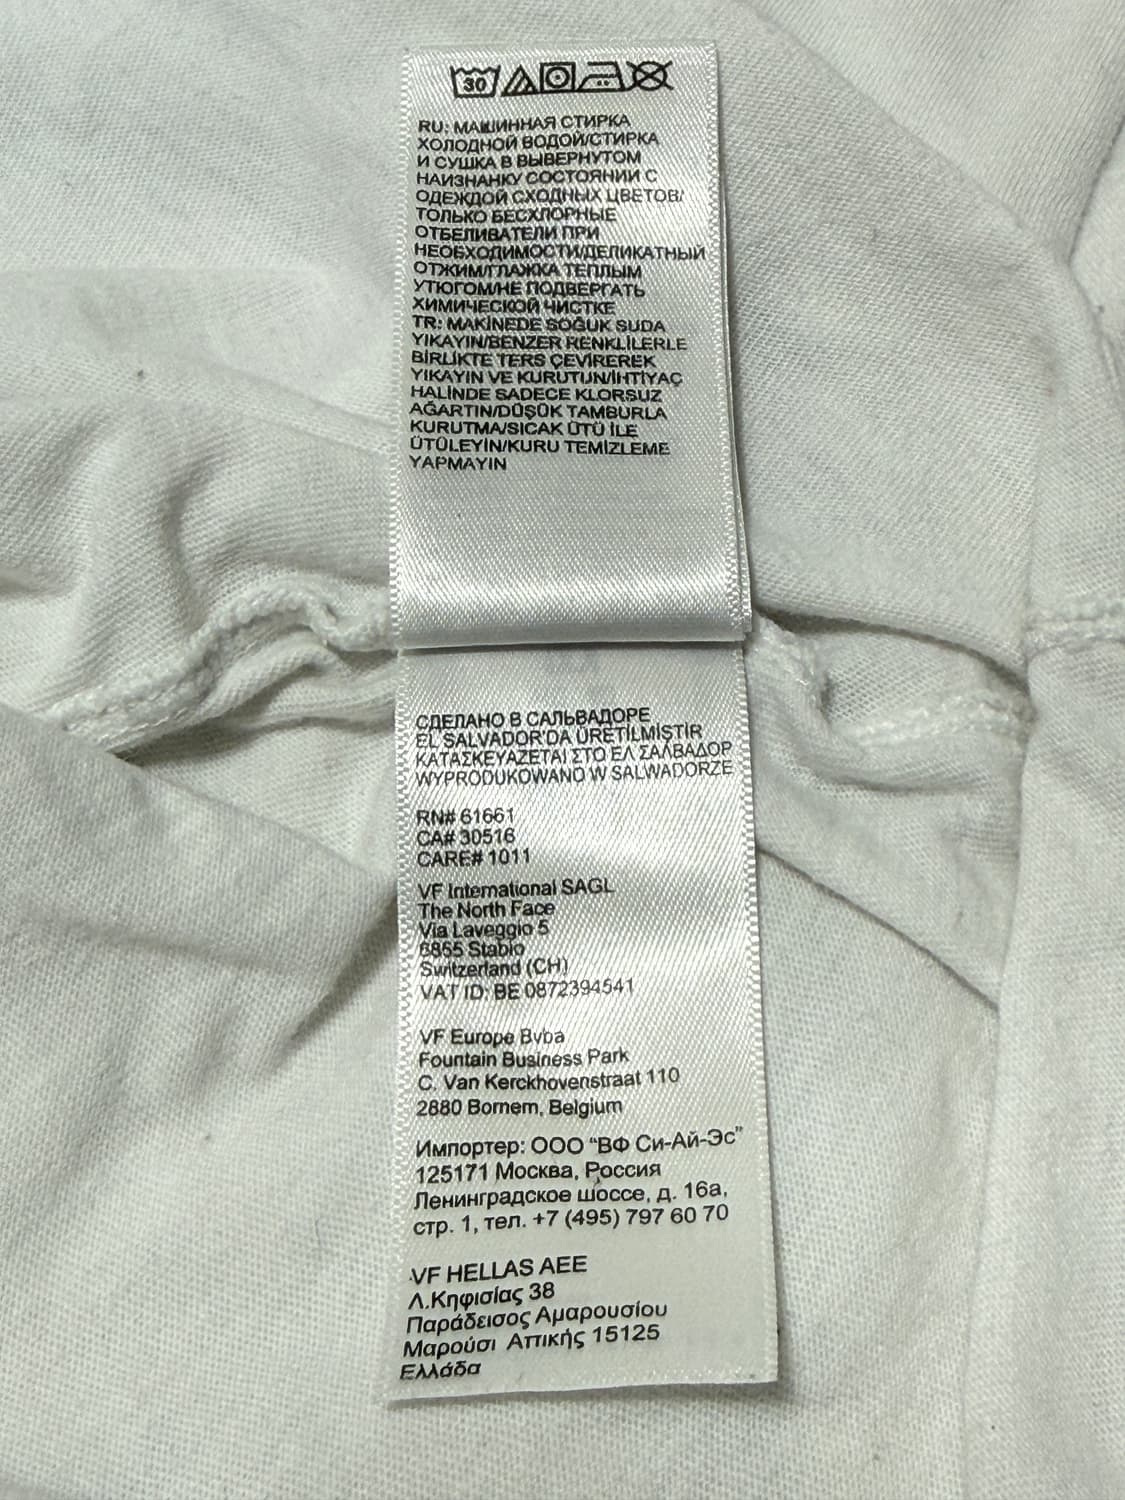 30
RU: МАШИННАЯ СТИРКА
ХОЛОДНОЙ ВОДОЙ/СТИРКА
И СУШКА В ВЫВЕРНУТОМ
НАИЗНАНКУ СОСТОЯНИИ С
ОДЕЖДОЙ СХОДНЫХ ЦВЕТОВ/
ТОЛЬКО БЕСХЛОРНЫЕ
ОТБЕЛИВАТЕЛИ ПРИ
НЕОБХОДИМОСТИ/ДЕЛИКАТНЫЙ
ОТЖИМ/ГЛАЖКА ТЕПЛЫМ
УТЮГОМ/НЕ ПОДВЕРГАТЬ
ХИМИЧЕСКОЙ ЧИСТКЕ
TR: MAKİNEDE SOĞUK SUDA
YIKAYIN/BENZER RENKLİLERLE
BİRLİKTE TERS ÇEVİREREK
YIKAYIN VE KURUTUN/İHTİYAÇ
HALİNDE SADECE KLORSUZ
AĞARTIN/DÜŞÜK TAMBURLA
KURUTMA/SICAK ÜTÜ İLE
ÜTÜLEYİN/KURU TEMİZLEME
YAPMAYIN
СДЕЛАНО В САЛЬВАДОРЕ
EL SALVADOR'DA ÜRETİLMİŞTİR
ΚΑΤΑΣΚΕΥΑΖΕΤΑΙ ΣΤΟ ΕΛ ΣΑΛΒΑΔΟΡ
WYPRODUKOWANO W SALWADORZE
RN# 61661
CA# 30516
CARE# 1011
VF International SAGL
The North Face
Via Laveggio 5
6855 Stabio
Switzerland (CH)
VAT ID: BE 0872394541
VF Europe Bvba
Fountain Business Park
C. Van Kerckhovenstraat 110
2880 Bornem, Belgium
Импортер: ООО “ВФ Си-Ай-Эс”
125171 Москва, Россия
Ленинградское шоссе, д. 16а,
стр. 1, тел. +7 (495) 797 60 70
VF HELLAS AEE
Λ.Κηφισίας 38
Παράδεισος Αμαρουσίου
Μαρούσι Αττικής 15125
Ελλάδα